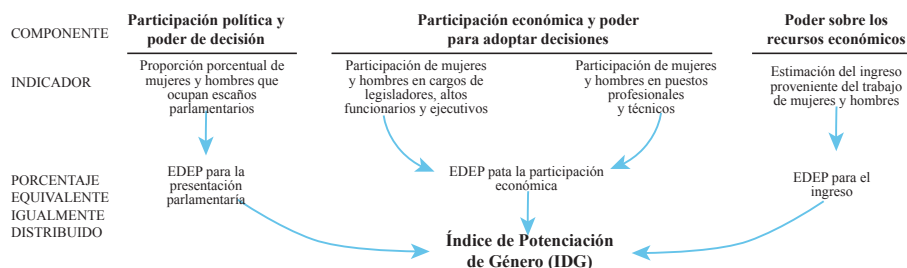 COMPONENTE
Participación política y
poder de decisión
Participación económica y poder
para adoptar decisiones
Poder sobre los
recursos económicos
INDICADOR
Proporción porcentual de
mujeres y hombres que
ocupan escaños
parlamentarios
Participación de mujeres
y hombres en cargos de
legisladores, altos
funcionarios y ejecutivos
Participación de mujeres
y hombres en puestos
profesionales
y técnicos
Estimación del ingreso
proveniente del trabajo
de mujeres y hombres
PORCENTAJE
EQUIVALENTE
IGUALMENTE
DISTRIBUIDO
EDEP para la
presentación
parlamentaría
EDEP pata la participación
económica
EDEP para el
ingreso
Índice de Potenciación
de Género (IDG)